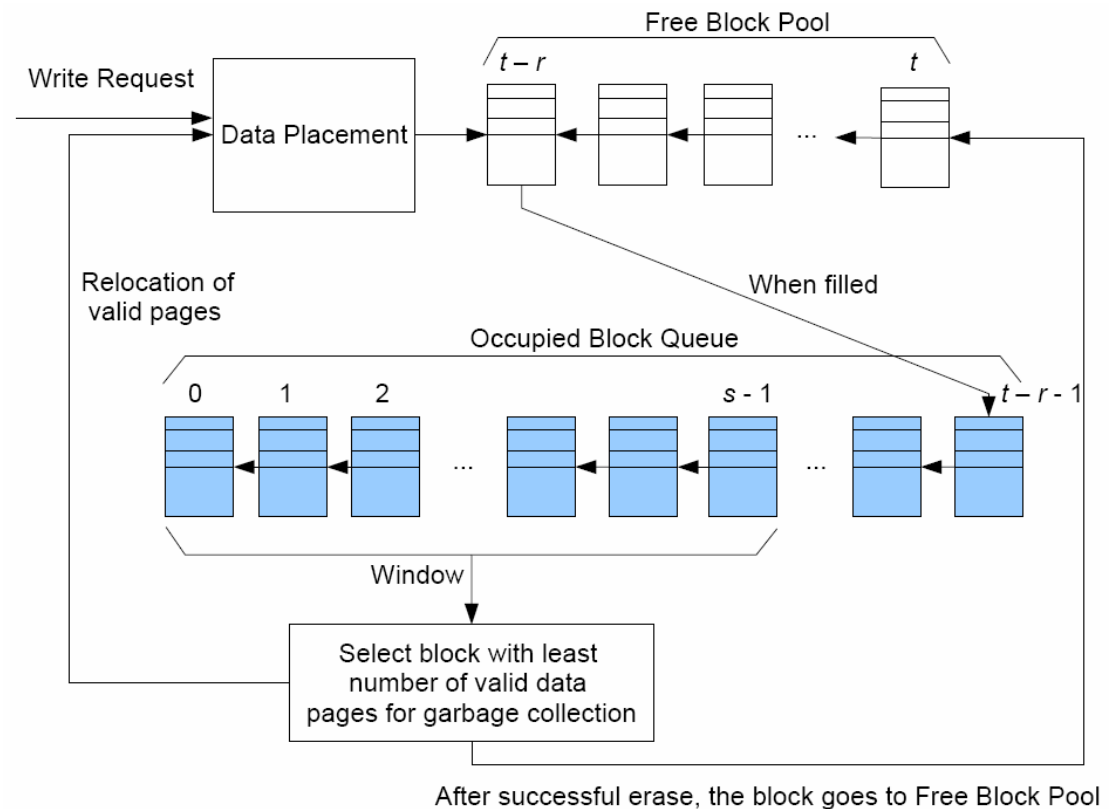 Free Block Pool
t – r
t
Write Request
Data Placement
...
Relocation of
valid pages
When filled
Occupied Block Queue
0
1
2
s - 1
t – r - 1
...
...
Window
Select block with least
number of valid data
pages for garbage collection
After successful erase, the block goes to Free Block Pool